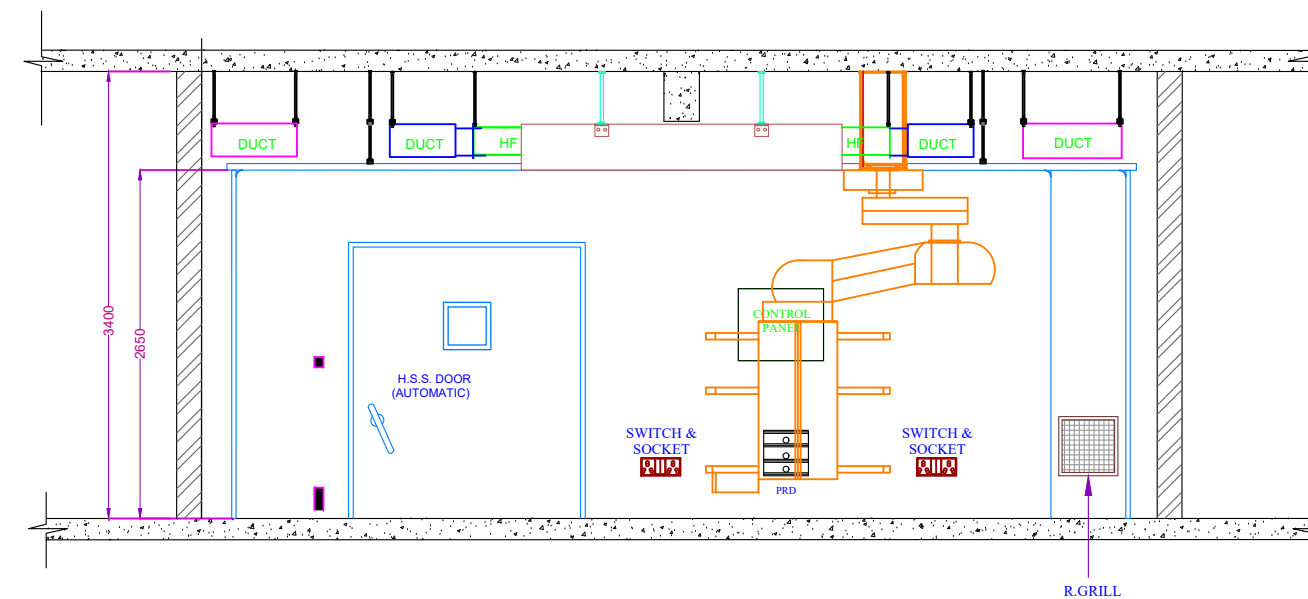 DUCT
DUCT
HF
HF
DUCT
DUCT
3400
2650
CONTROL
PANEL
H.S.S. DOOR
(AUTOMATIC)
SWITCH &
SOCKET
SWITCH &
SOCKET
PRD
R.GRILL